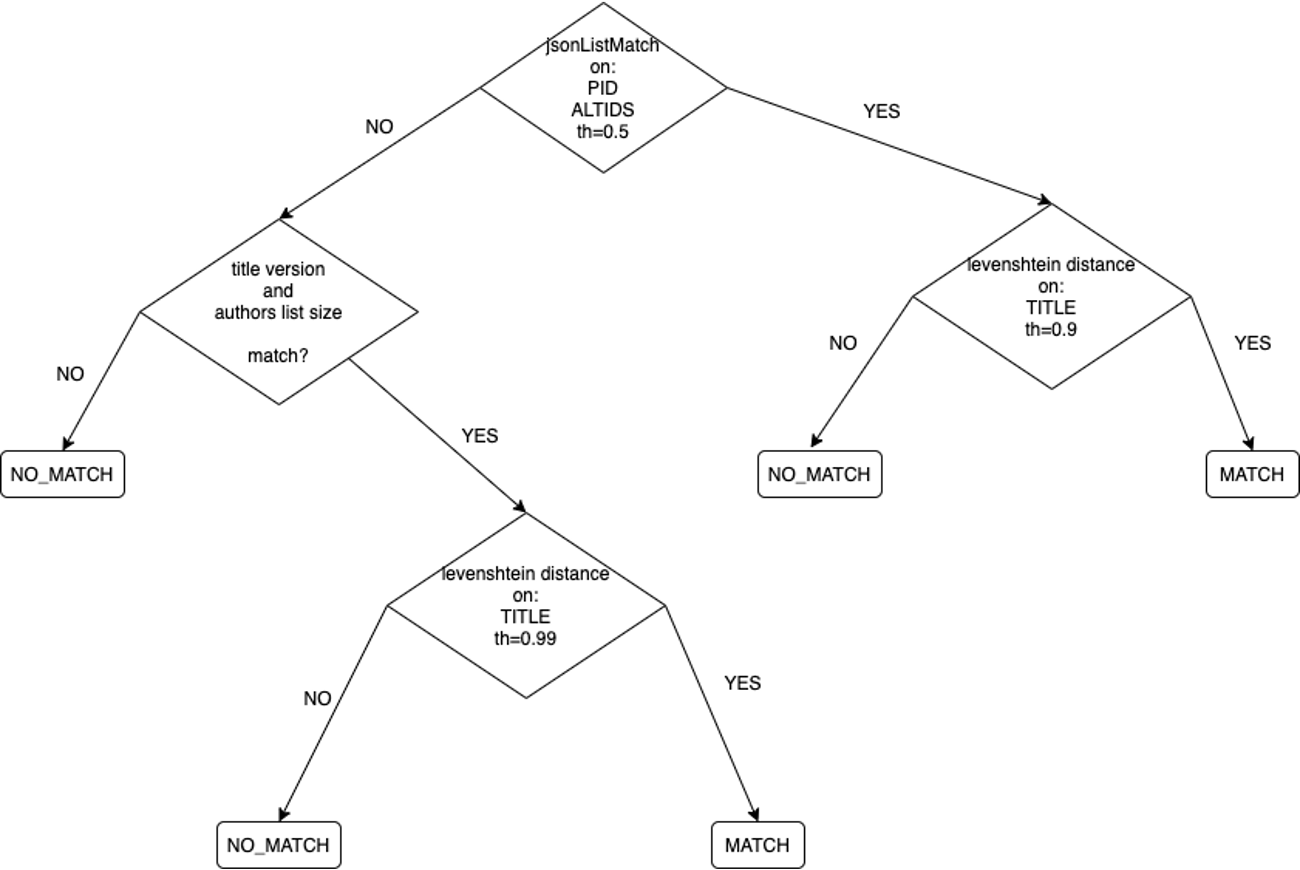 jsonListMatch
on:
PID
ALTIDS
th=0.5
NO
YES
title version
and
authors list size
match?
levenshtein distance
on:
TITLE
th=0.9
NO
YES
NO
YES
NO_MATCH
NO_MATCH
MATCH
levenshtein distance
on:
TITLE
th=0.99
NO
YES
NO_MATCH
MATCH